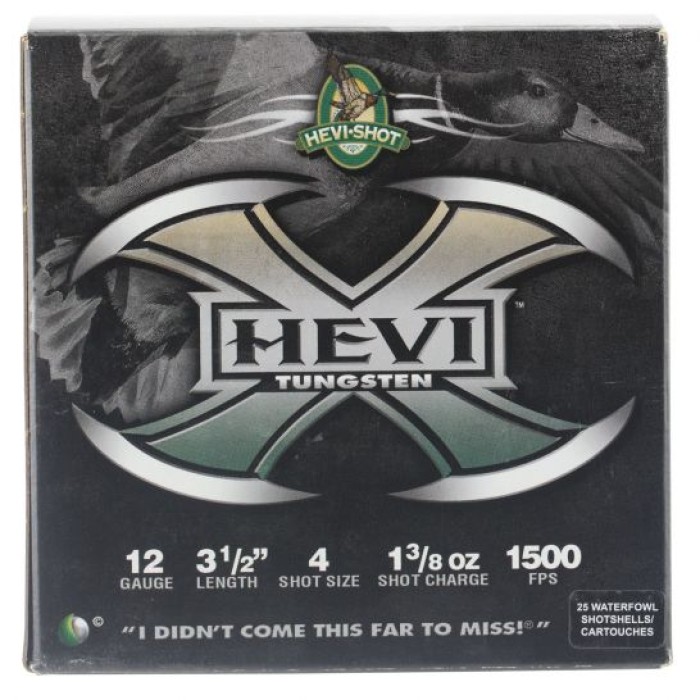 HEVI•SHOT
HEVI ™
TUNGSTEN
12 3 1/2" 4 1 3/8 OZ 1500
GAUGE LENGTH SHOT SIZE SHOT CHARGE FPS
25 WATERFOWL
SHOTSHELLS/
CARTOUCHES
© "I DIDN'T COME THIS FAR TO MISS!® "